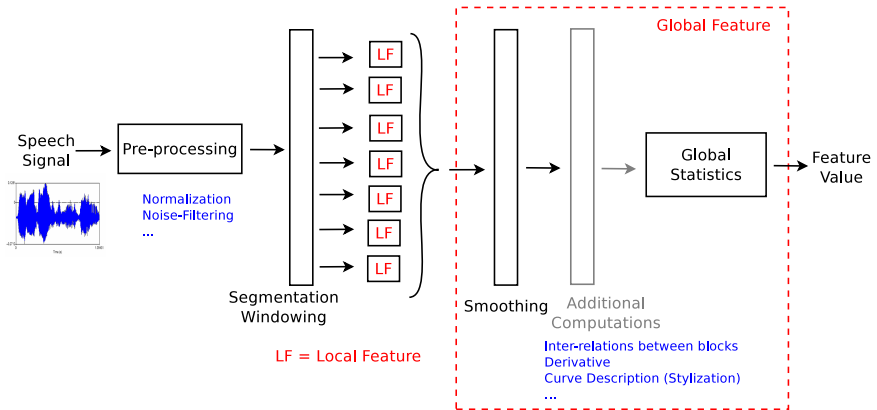 Global Feature
LF
LF
LF
LF
LF
LF
LF
Speech
Signal
Pre-processing
Normalization
Noise-Filtering
...
Segmentation
Windowing
LF = Local Feature
Smoothing
Additional
Computations
Inter-relations between blocks
Derivative
Curve Description (Stylization)
...
Global
Statistics
Feature
Value